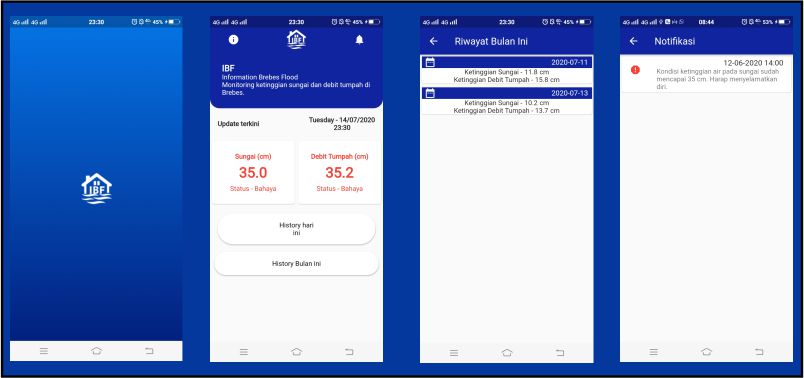 4G 4G
23:30
45%
IBF
4G 4G
23:30
45%
IBF
IBF
Information Brebes Flood
Monitoring ketinggian sungai dan debit tumpah di
Brebes.
Update terkini
Tuesday - 14/07/2020
23:30
Sungai (cm)
35.0
Status - Bahaya
Debit Tumpah (cm)
35.2
Status - Bahaya
History hari
ini
History Bulan Ini
4G 4G
23:30
45%
Riwayat Bulan Ini
2020-07-11
Ketinggian Sungai - 11.8 cm
Ketinggian Debit Tumpah - 15.8 cm
2020-07-13
Ketinggian Sungai - 10.2 cm
Ketinggian Debit Tumpah - 13.7 cm
4G 4G
08:44
53%
Notifikasi
12-06-2020 14:00
Kondisi ketinggian air pada sungai sudah
mencapai 35 cm. Harap menyelamatkan
diri.